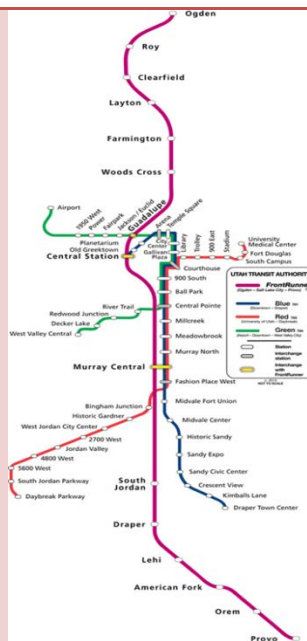 Ogden
Roy
Clearfield
Layton
Farmington
Woods Cross
Airport
1950 West
Power
Fairpark
Jackson / Euclid
Guadalupe
Planetarium
Old Greektown
Central Station
Arena
Temple Square
City
Center
Gallivan
Plaza
Library
Trolley
900 East
Stadium
University
Medical Center
Fort Douglas
South Campus
Courthouse
900 South
Ball Park
River Trail
Central Pointe
Redwood Junction
Decker Lake
West Valley Central
Millcreek
Meadowbrook
Murray North
Murray Central
Fashion Place West
Bingham Junction
Midvale Fort Union
Historic Gardner
West Jordan City Center
Midvale Center
2700 West
Historic Sandy
Jordan Valley
4800 West
Sandy Expo
5600 West
Sandy Civic Center
South Jordan Parkway
Crescent View
Daybreak Parkway
Kimballs Lane
South
Jordan
Draper Town Center
Draper
Lehi
American Fork
Orem
Provo
UTAH TRANSIT AUTHORIT
FrontRunner
(Ogden - Salt Lake City - Provo)
Blue
Red
Green
Station
Interchange
station
Interchange
with
FrontRunner